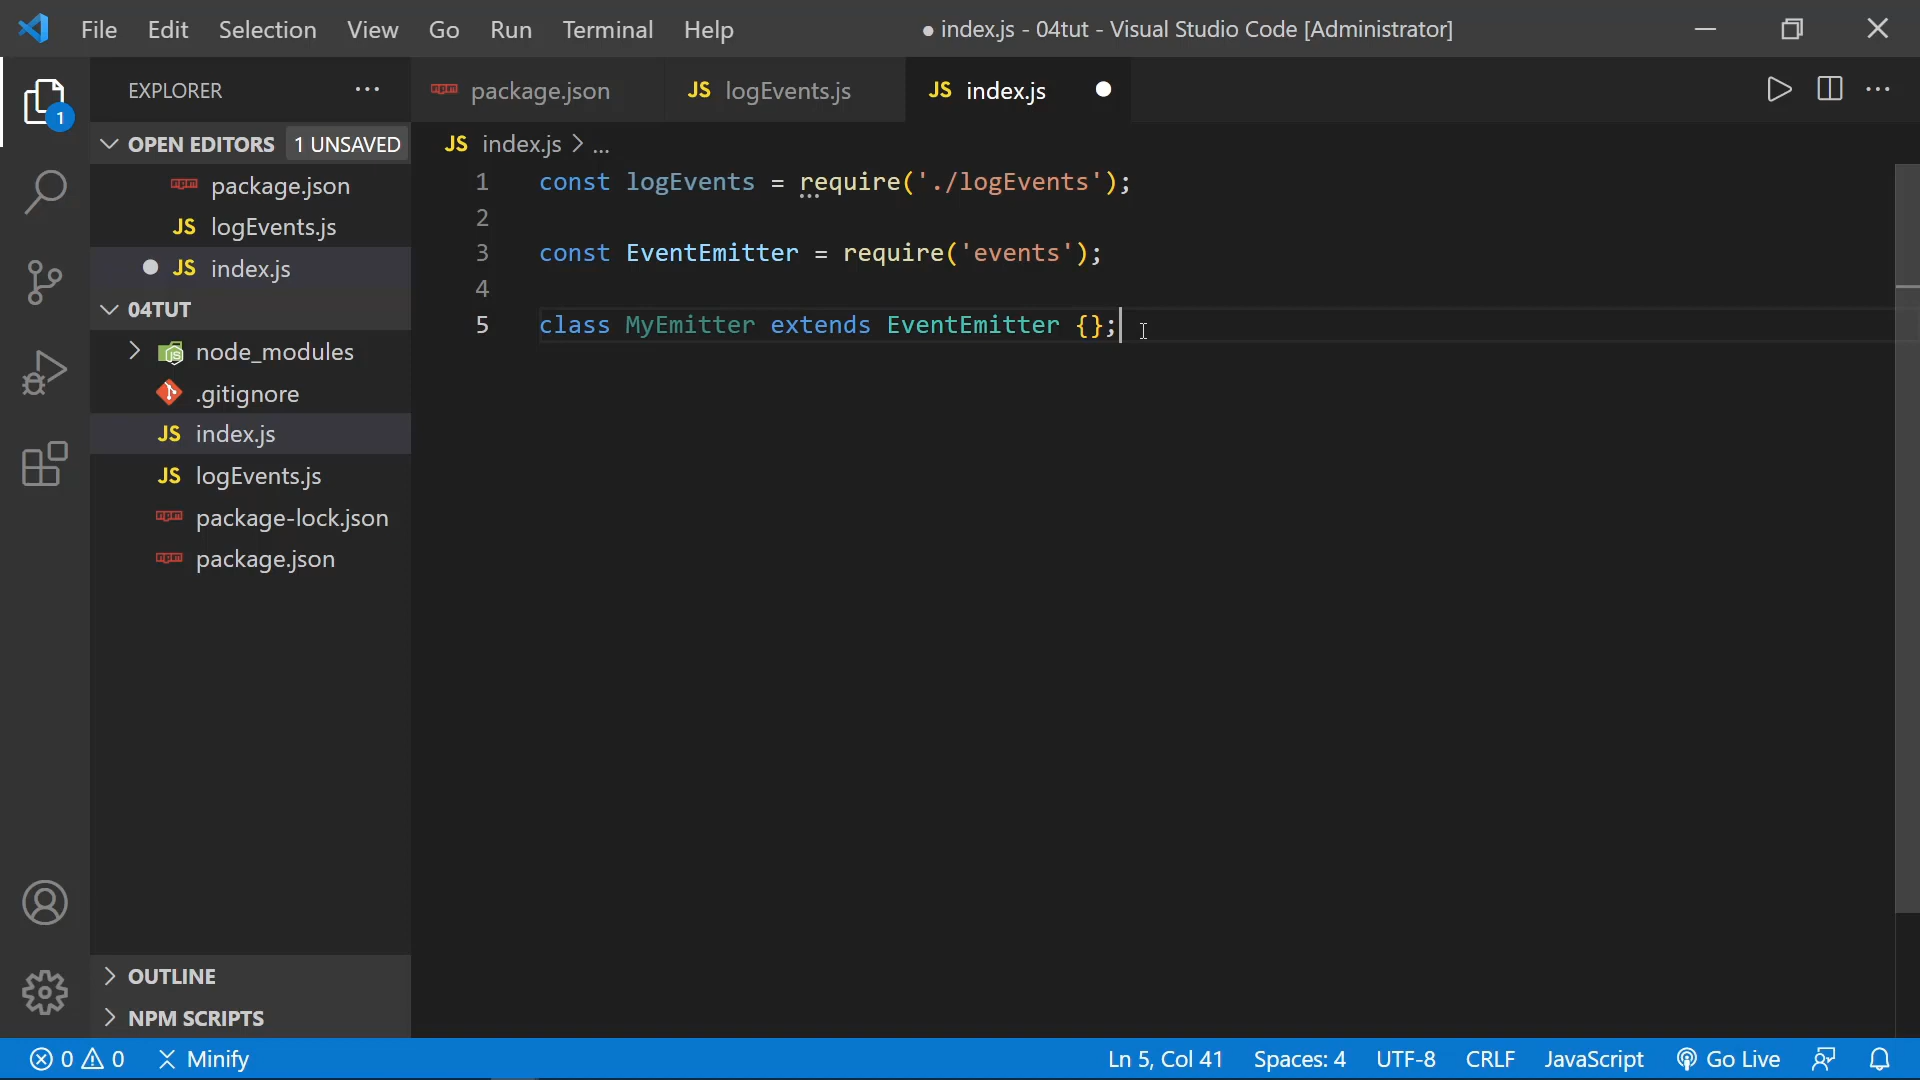 File Edit Selection View Go Run Terminal Help
● index.js - 04tut - Visual Studio Code [Administrator]
1
EXPLORER ...
package.json
JS logEvents.js
JS index.js
OPEN EDITORS 1 UNSAVED
package.json
JS logEvents.js
JS index.js
04TUT
node_modules
.gitignore
JS index.js
JS logEvents.js
package-lock.json
package.json
OUTLINE
NPM SCRIPTS
JS index.js > ...
1 const logEvents = require('./logEvents');
2
3 const EventEmitter = require('events');
4
5 class MyEmitter extends EventEmitter {};
0 0 Minify
Ln 5, Col 41 Spaces: 4 UTF-8 CRLF JavaScript Go Live